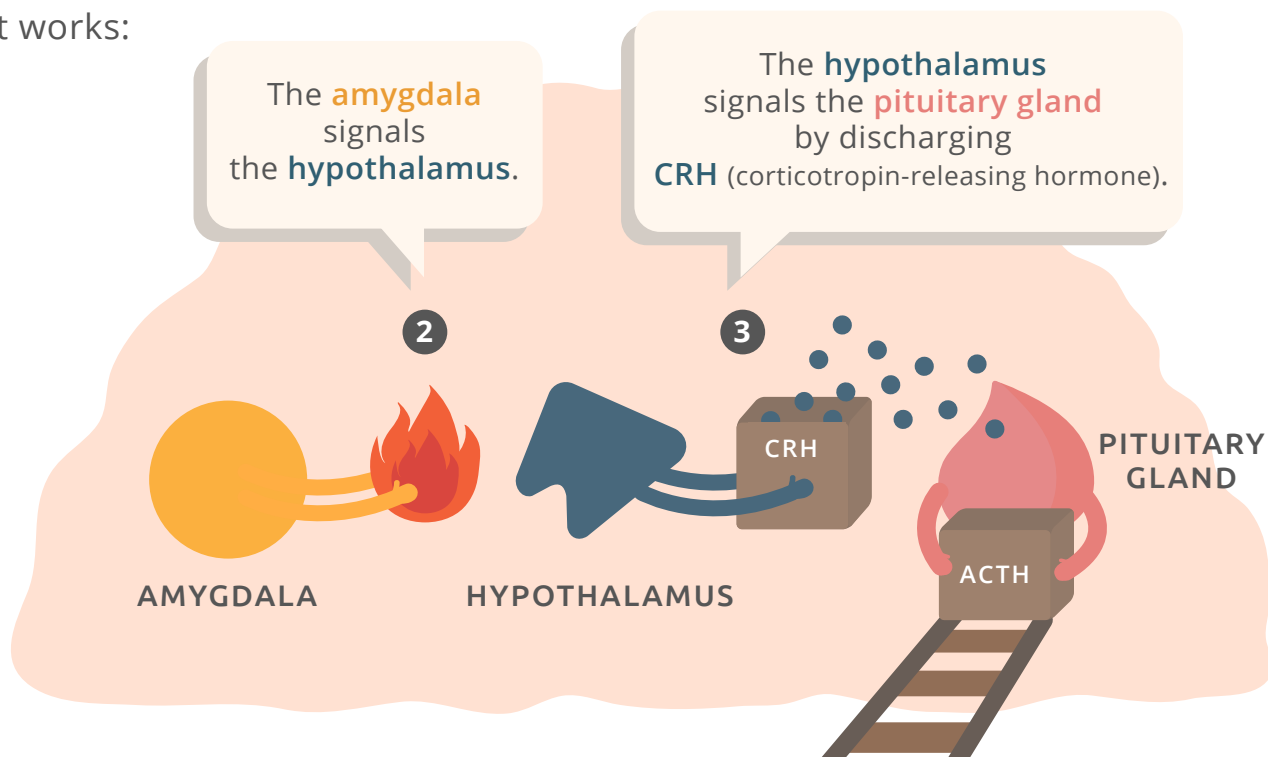 t works:
The amygdala
signals
the hypothalamus.
The hypothalamus
signals the pituitary gland
by discharging
CRH (corticotropin-releasing hormone).
2
3
CRH
PITUITARY
GLAND
ACTH
AMYGDALA
HYPOTHALAMUS